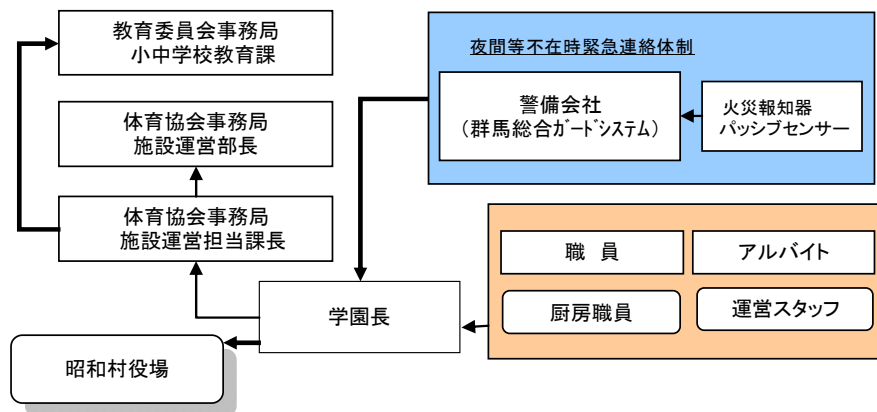 教育委員会事務局
小中学校教育課
体育協会事務局
施設運営部長
体育協会事務局
施設運営担当課長
学園長
昭和村役場
夜間等不在時緊急連絡体制
警備会社
（群馬総合ｶﾞｰﾄﾞｼｽﾃﾑ）
火災報知器
パッシブセンサー
職　員
アルバイト
厨房職員
運営スタッフ